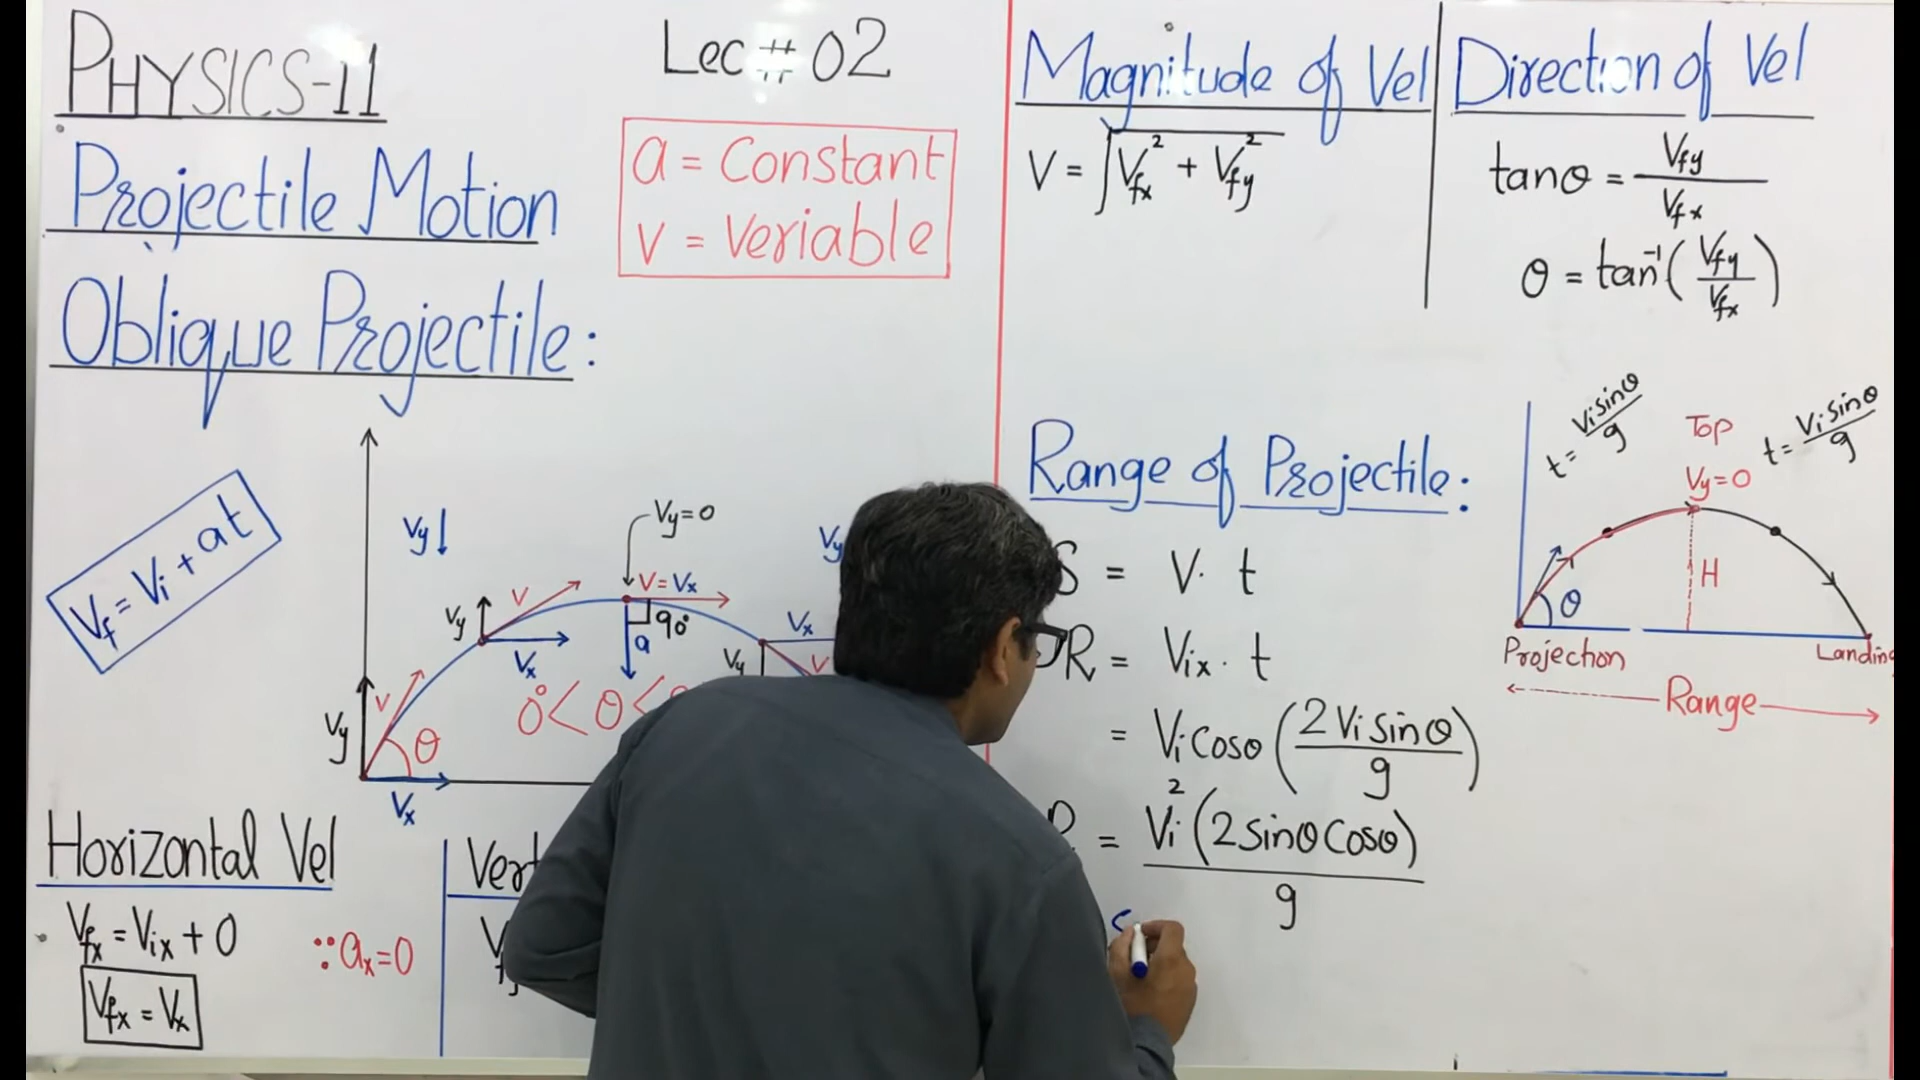 PHYSICS-11
Lec # 02
Projectile Motion
a = Constant
v = Veriable
Oblique Projectile:
Vf = Vi + at
Vy↓
Vy=0
V=Vx
90°
a
V
Vy
Vx
Vx
Vy
V
Vy
V
θ
Vy
Vx
0° < θ <
Horizontal Vel
Vfx = Vix + 0
∵ ax=0
Vfx = Vx
Magnitude of Vel
V = √Vfx² + Vfy²
Direction of Vel
tanθ = Vfy/Vfx
θ = tan⁻¹(Vfy/Vfx)
Range of Projectile:
S = V. t
R = Vix. t
= Vi Cosθ (2 Vi Sinθ/g)
= Vi² (2 Sinθ Cosθ)/g
t = Vi Sinθ/g
Top
t = Vi Sinθ/g
Vy=0
H
θ
Projection
Landing
Range